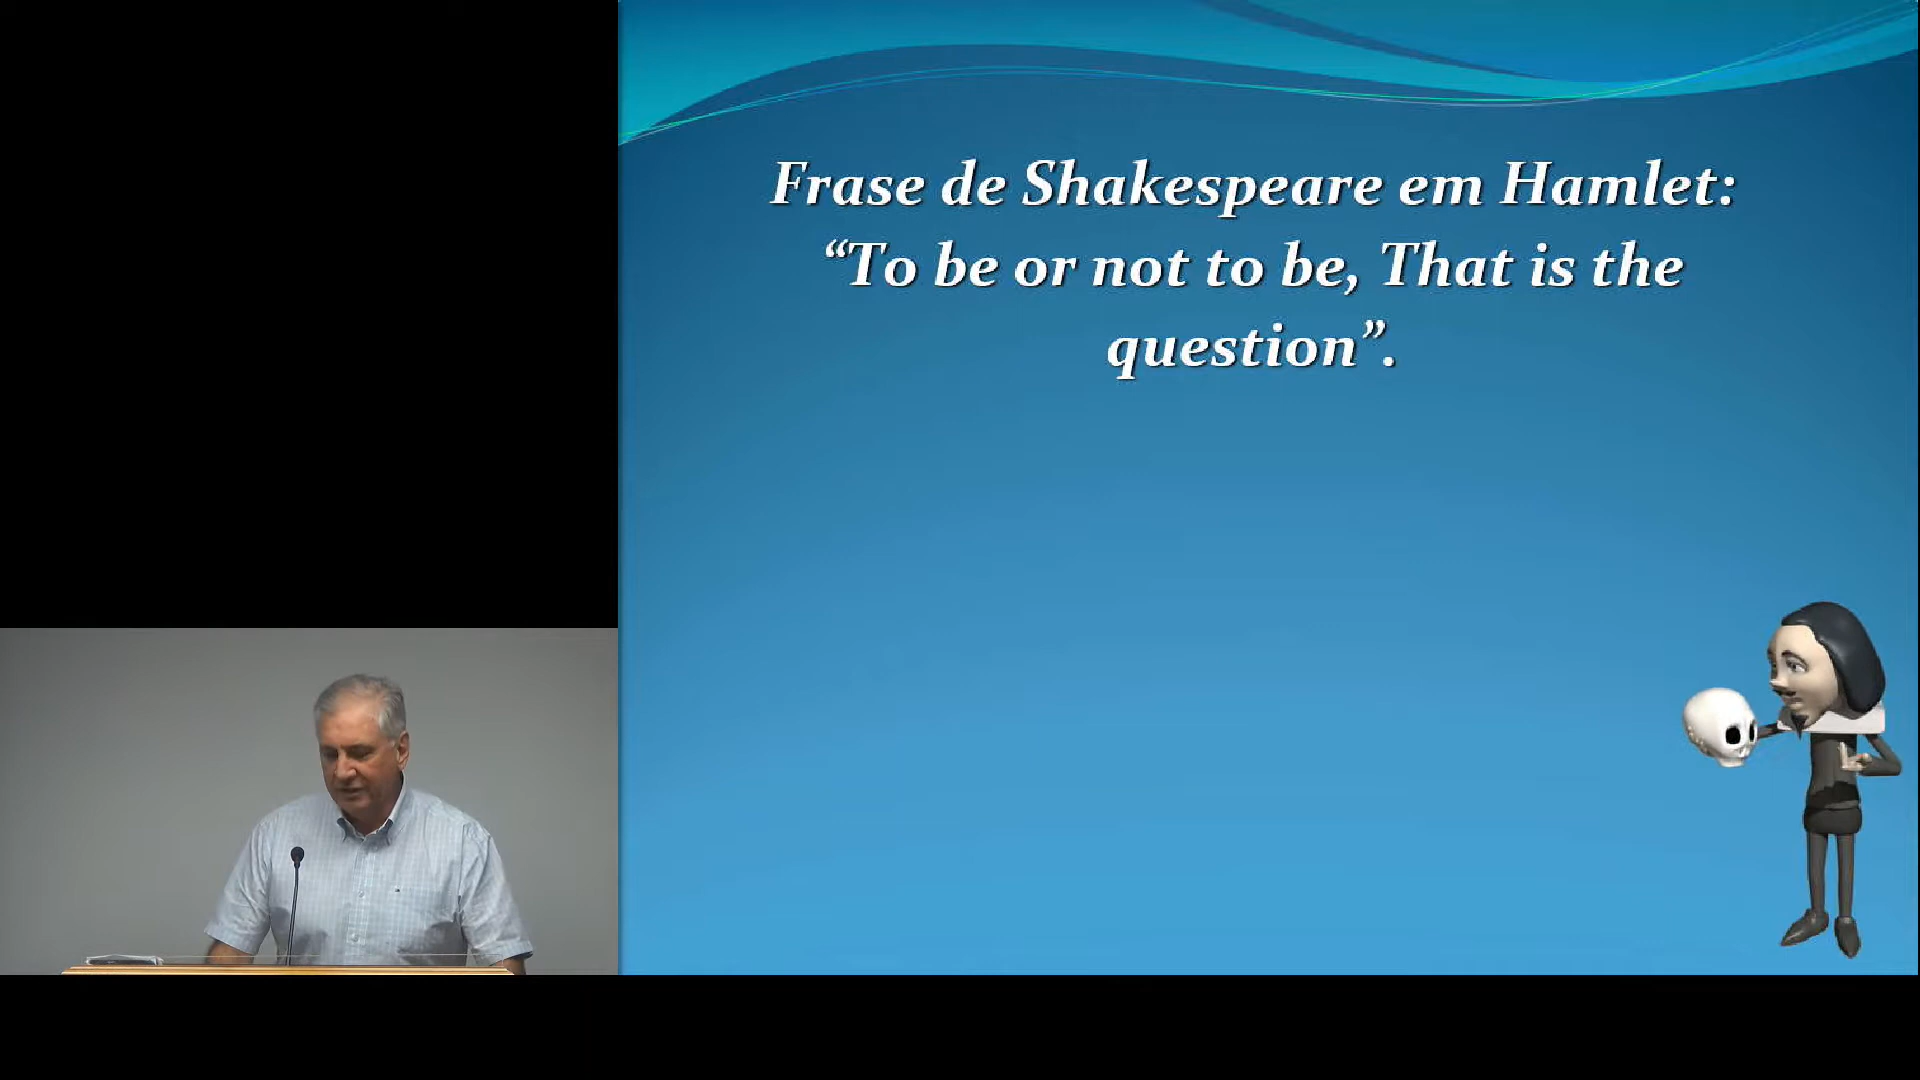 Frase de Shakespeare em Hamlet:
“To be or not to be, That is the
question”.